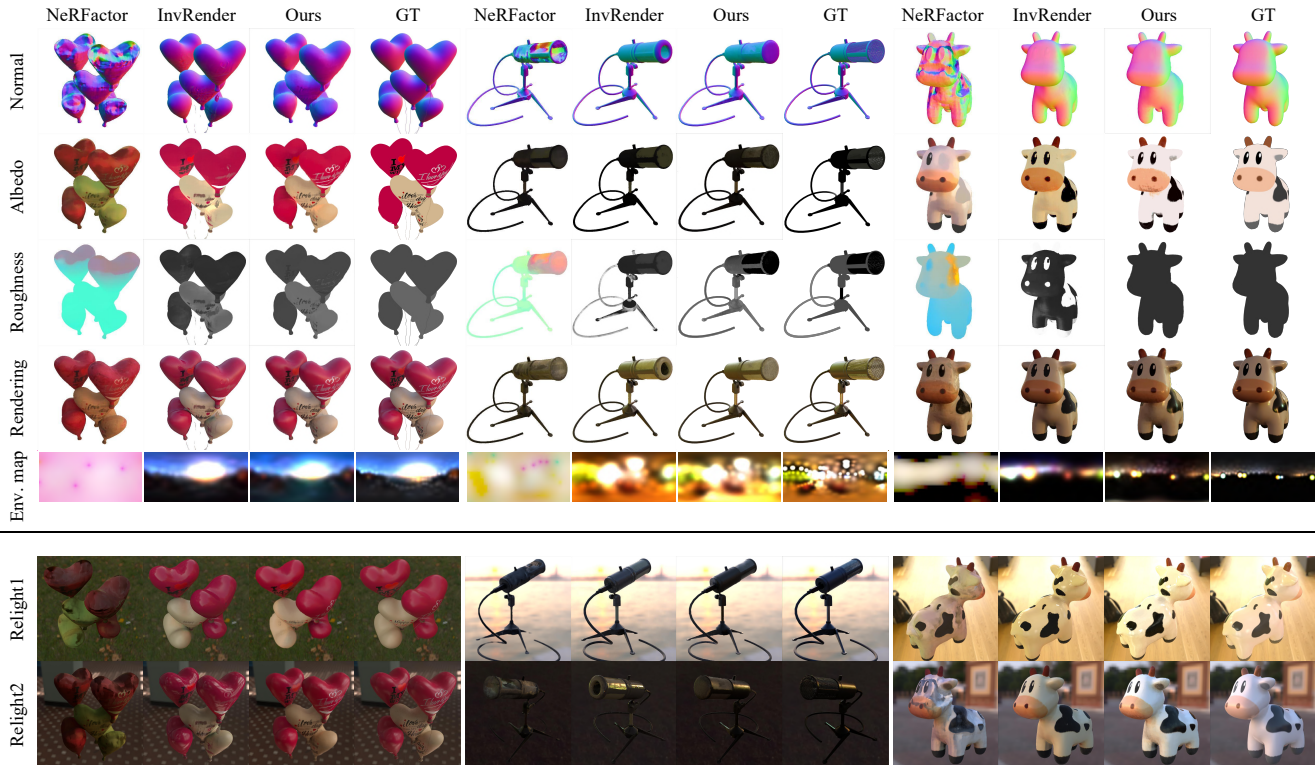 NeRFactor InvRender Ours GT NeRFactor InvRender Ours GT NeRFactor InvRender Ours GT
Normal
Albedo
Roughness
Rendering
Env. map
Relight1
Relight2